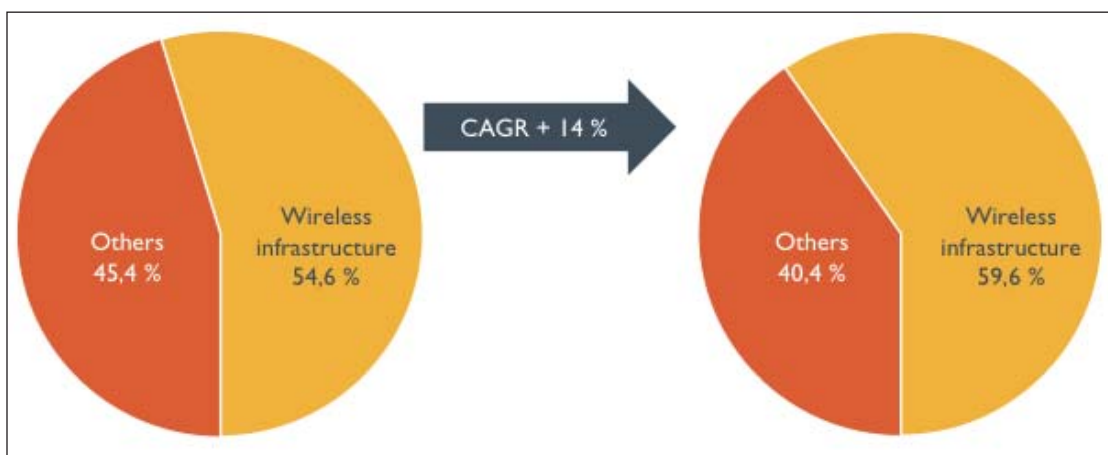 Others
45,4 %
Wireless
infrastructure
54,6 %
CAGR + 14 %
Others
40,4 %
Wireless
infrastructure
59,6 %